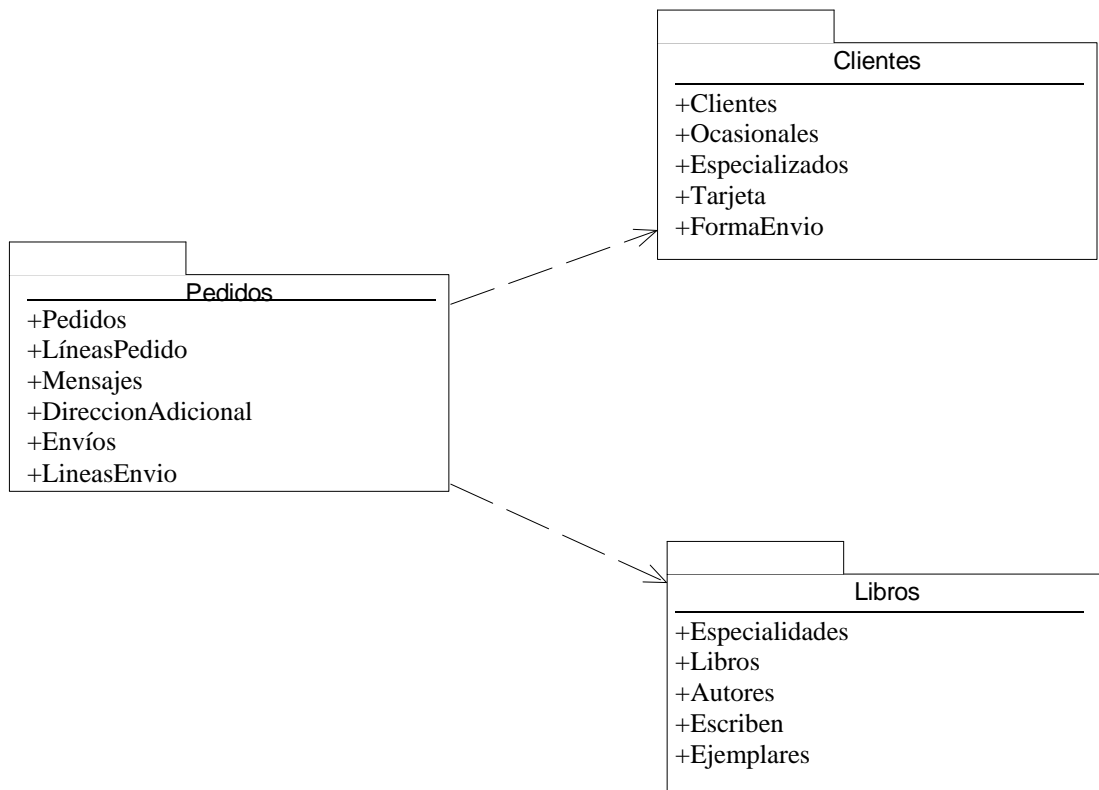 Clientes
+Clientes
+Ocasionales
+Especializados
+Tarjeta
+FormaEnvio
Pedidos
+Pedidos
+LíneasPedido
+Mensajes
+DireccionAdicional
+Envíos
+LineasEnvio
Libros
+Especialidades
+Libros
+Autores
+Escriben
+Ejemplares